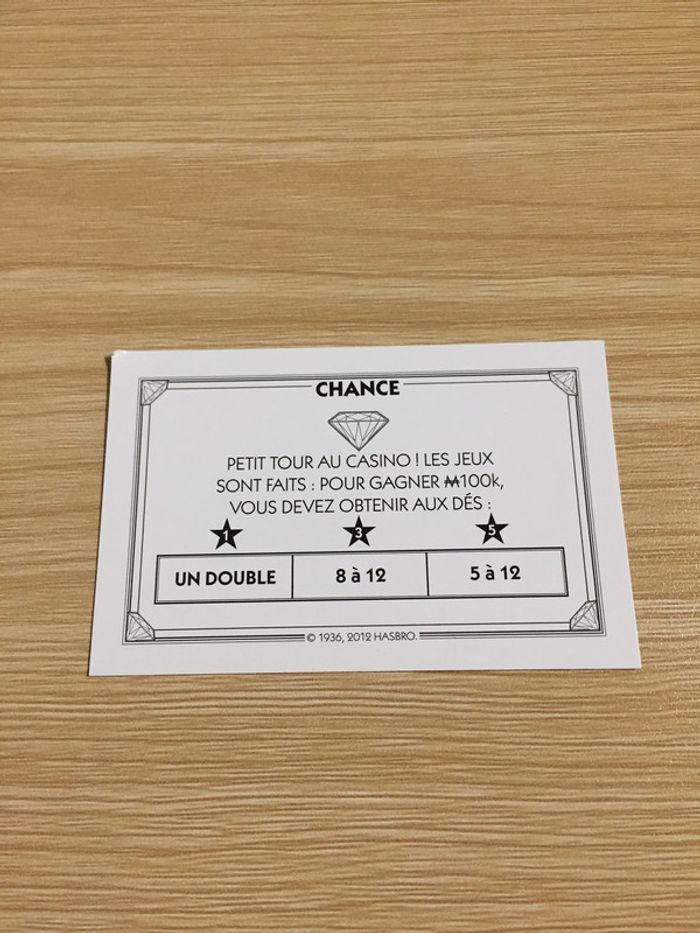 CHANCE
PETIT TOUR AU CASINO ! LES JEUX
SONT FAITS : POUR GAGNER ₩100k,
VOUS DEVEZ OBTENIR AUX DÉS :
1 3 5
UN DOUBLE 8 à 12 5 à 12
© 1936, 2012 HASBRO.